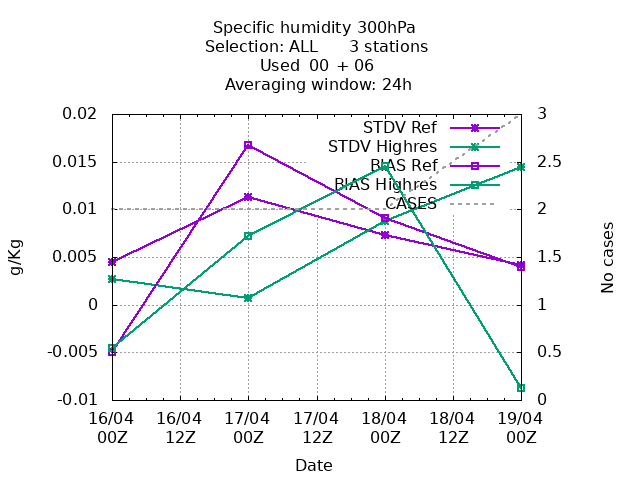 Specific humidity 300hPa
Selection: ALL 3 stations
Used 00 + 06
Averaging window: 24h
0.02
0.015
0.01
0.005
0
-0.005
-0.01
3
2.5
2
1.5
1
0.5
0
STDV Ref
STDV Highres
BIAS Ref
BIAS Highres
CASES
g/Kg
No cases
16/04 16/04 17/04 17/04 18/04 18/04 19/04
00Z 12Z 00Z 12Z 00Z 12Z 00Z
Date